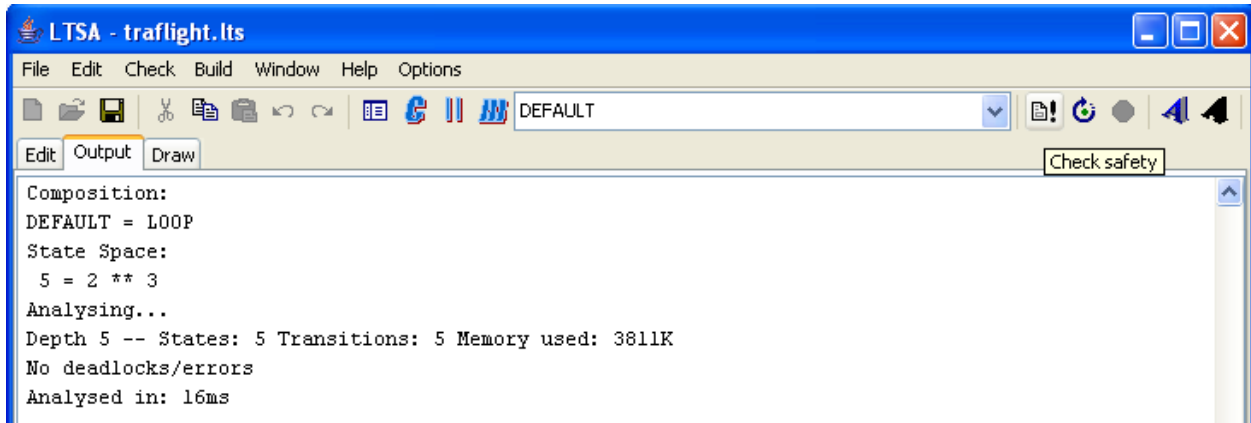 LTSA - traflight.lts
File Edit Check Build Window Help Options
DEFAULT
Edit Output Draw
Check safety
Composition:
DEFAULT = LOOP
State Space:
5 = 2 ** 3
Analysing...
Depth 5 -- States: 5 Transitions: 5 Memory used: 3811K
No deadlocks/errors
Analysed in: 16ms